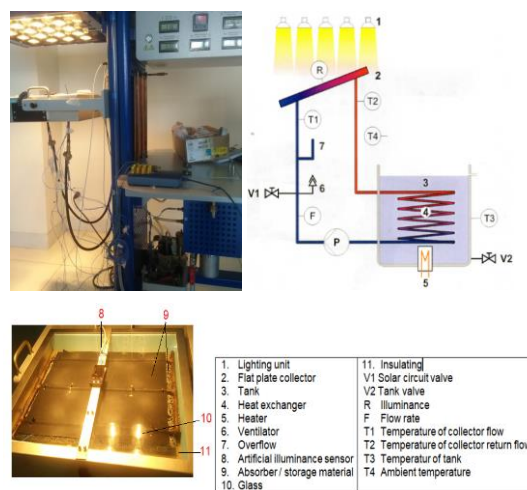 1
R
2
T1
T2
T4
7
3
V1
6
4
T3
F
P
V2
5
8
9
10
11
1. Lighting unit
2. Flat plate collector
3. Tank
4. Heat exchanger
5. Heater
6. Ventilator
7. Overflow
8. Artificial illuminance sensor
9. Absorber / storage material
10. Glass
11. Insulating
V1 Solar circuit valve
V2 Tank valve
R Illuminance
F Flow rate
T1 Temperature of collector flow
T2 Temperature of collector return flow
T3 Temperatur of tank
T4 Ambient temperature